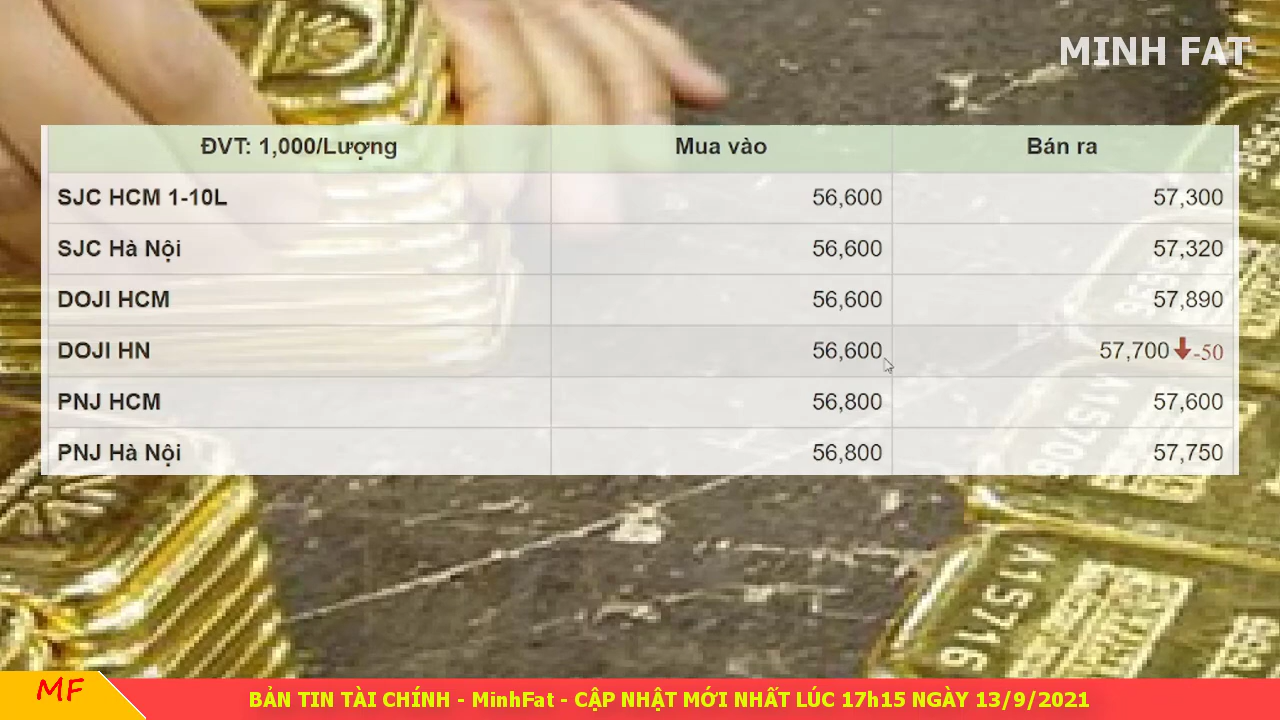 MINH FAT
ĐVT: 1,000/Lượng Mua vào Bán ra
SJC HCM 1-10L 56,600 57,300
SJC Hà Nội 56,600 57,320
DOJI HCM 56,600 57,890
DOJI HN 56,600 57,700 -50
PNJ HCM 56,800 57,600
PNJ Hà Nội 56,800 57,750
A15706
A15716
MF
BẢN TIN TÀI CHÍNH - MinhFat - CẬP NHẬT MỚI NHẤT LÚC 17h15 NGÀY 13/9/2021